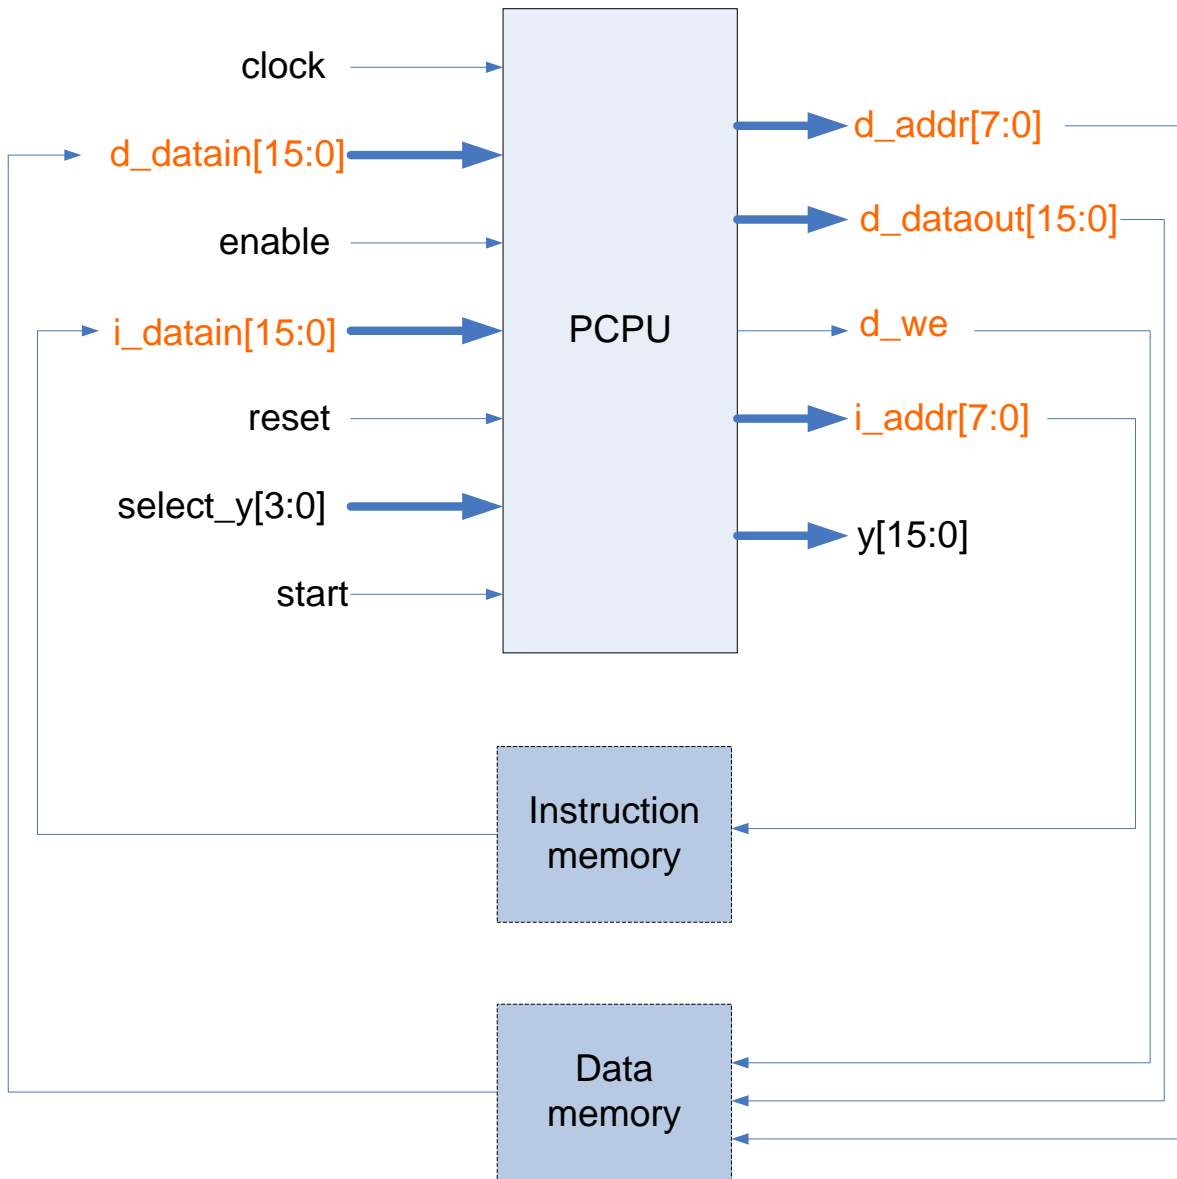 clock
d_datain[15:0]
enable
i_datain[15:0]
reset
select_y[3:0]
start
PCPU
d_addr[7:0]
d_dataout[15:0]
d_we
i_addr[7:0]
y[15:0]
Instruction
memory
Data
memory